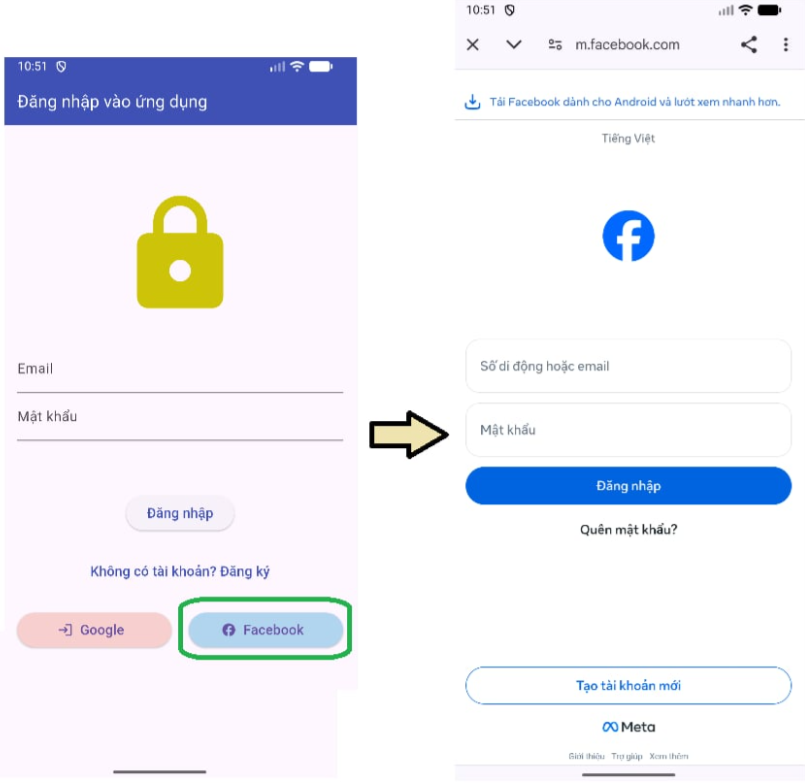 10:51
Đăng nhập vào ứng dụng
Email
Mật khẩu
Đăng nhập
Không có tài khoản? Đăng ký
Google
Facebook
10:51
m.facebook.com
Tải Facebook dành cho Android và lướt xem nhanh hơn.
Tiếng Việt
Số di động hoặc email
Mật khẩu
Đăng nhập
Quên mật khẩu?
Tạo tài khoản mới
Meta
Giới thiệu Trợ giúp Xem thêm